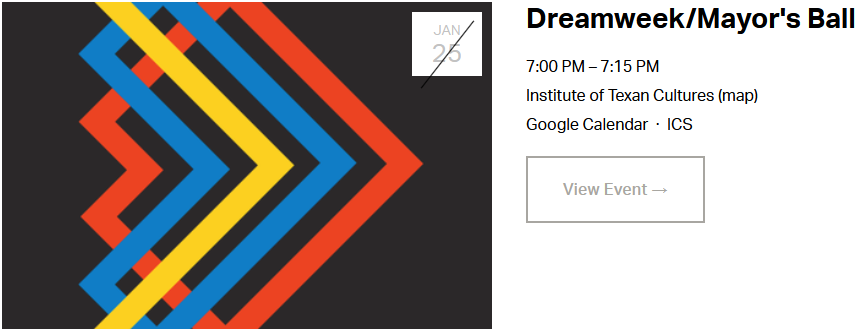 JAN
25
Dreamweek/Mayor's Ball
7:00 PM – 7:15 PM
Institute of Texan Cultures (map)
Google Calendar · ICS
View Event →